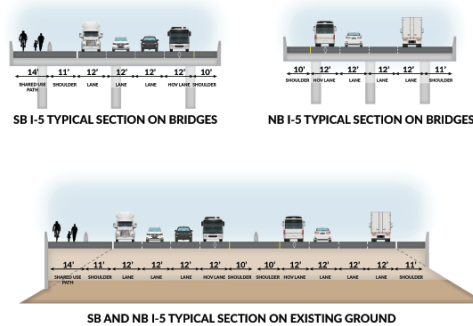 14' 11' 12' 12' 12' 12' 10'
SHARED USE SHOULDER LANE LANE LANE HOV LANE SHOULDER
PATH
SB I-5 TYPICAL SECTION ON BRIDGES
10' 12' 12' 12' 12' 11'
SHOULDER HOV LANE LANE LANE LANE SHOULDER
NB I-5 TYPICAL SECTION ON BRIDGES
14' 11' 12' 12' 12' 12' 10' 10' 12' 12' 12' 12' 11'
SHARED USE SHOULDER LANE LANE LANE HOV LANE SHOULDER SHOULDER HOV LANE LANE LANE LANE SHOULDER
PATH
SB AND NB I-5 TYPICAL SECTION ON EXISTING GROUND